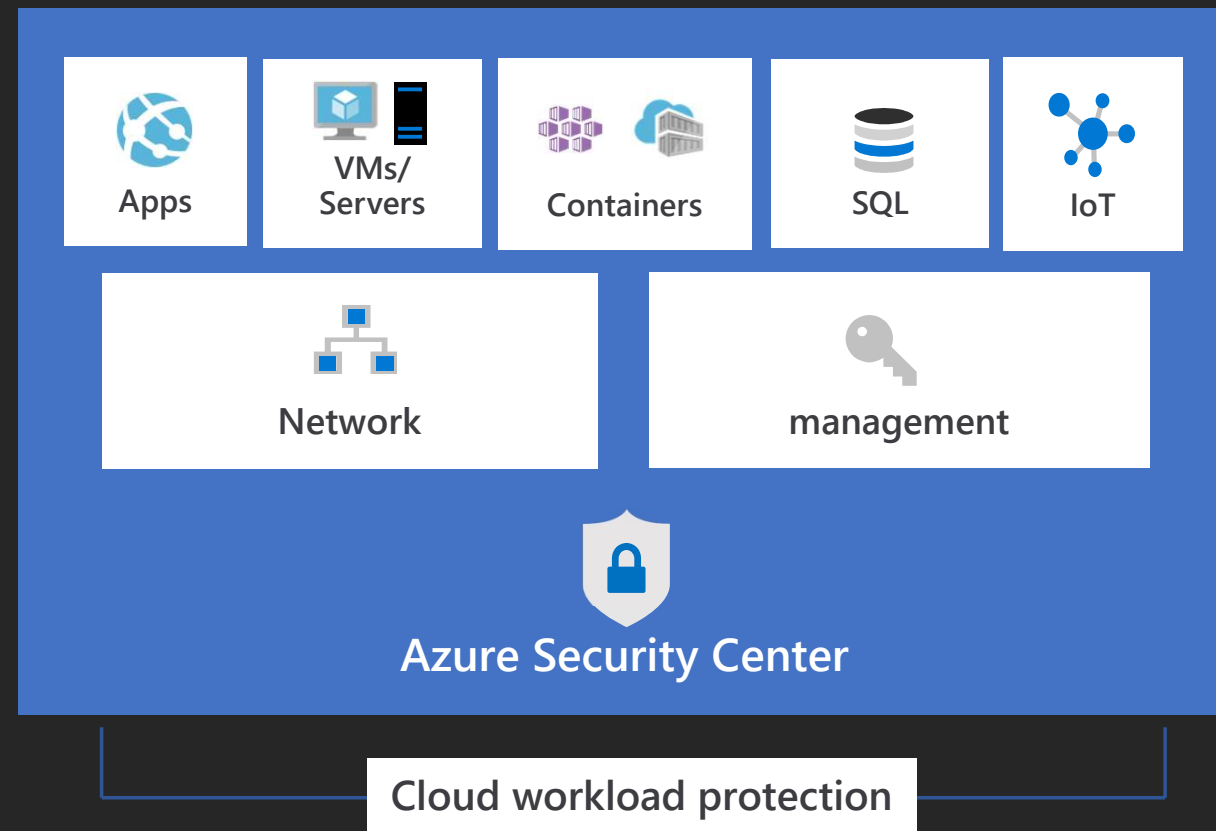 Apps
VMs/
Servers
Containers
SQL
IoT
Network
management
Azure Security Center
Cloud workload protection